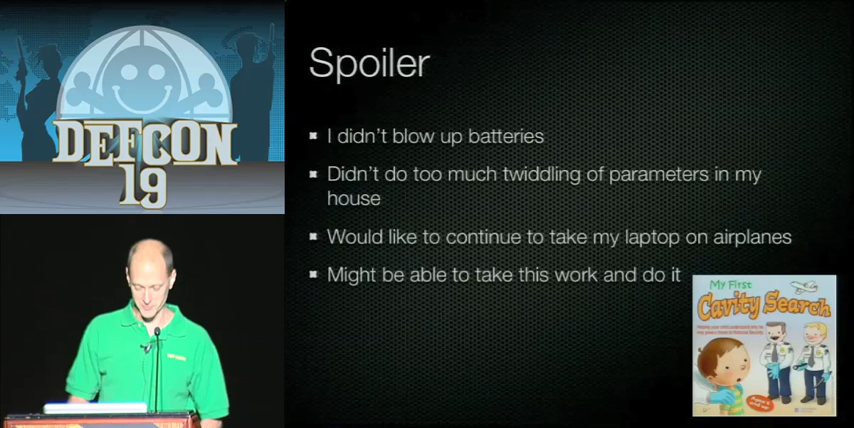 DEFCON
19
Spoiler
I didn't blow up batteries
Didn't do too much twiddling of parameters in my
house
Would like to continue to take my laptop on airplanes
Might be able to take this work and do it
My First
Cavity Search